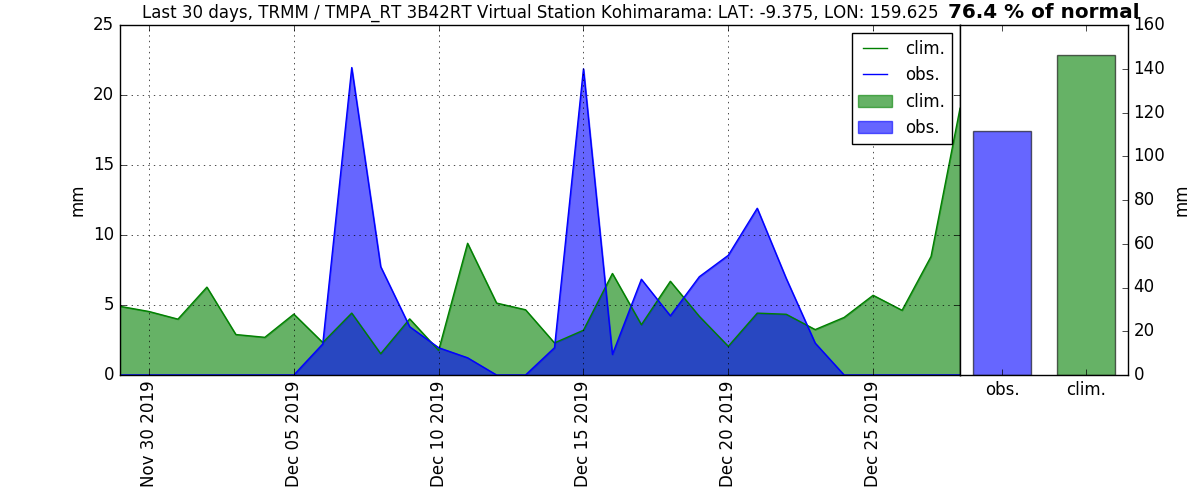 Last 30 days, TRMM / TMPA_RT 3B42RT Virtual Station Kohimarama: LAT: -9.375, LON: 159.625
76.4 % of normal
25
20
15
10
5
0
mm
clim.
obs.
clim.
obs.
Nov 30 2019
Dec 05 2019
Dec 10 2019
Dec 15 2019
Dec 20 2019
Dec 25 2019
160
140
120
100
80
60
40
20
0
mm
obs.
clim.